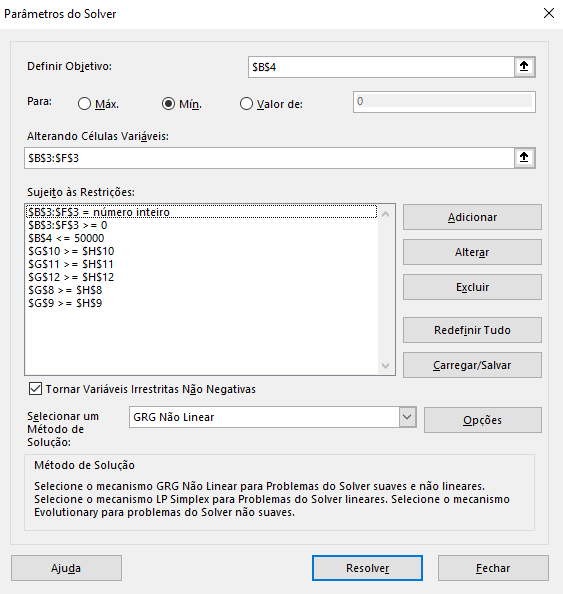 Parâmetros do Solver
Definir Objetivo:
$B$4
Para:
Máx.
Mín.
Valor de:
0
Alterando Células Variáveis:
$B$3:$F$3
Sujeito às Restrições:
$B$3:$F$3 = número inteiro
$B$3:$F$3 >= 0
$B$4 <= 50000
$G$10 >= $H$10
$G$11 >= $H$11
$G$12 >= $H$12
$G$8 >= $H$8
$G$9 >= $H$9
Adicionar
Alterar
Excluir
Redefinir Tudo
Carregar/Salvar
Tornar Variáveis Irrestritas Não Negativas
Selecionar um
Método de
Solução:
GRG Não Linear
Opções
Método de Solução
Selecione o mecanismo GRG Não Linear para Problemas do Solver suaves e não lineares.
Selecione o mecanismo LP Simplex para Problemas do Solver lineares. Selecione o mecanismo
Evolutionary para problemas do Solver não suaves.
Ajuda
Resolver
Fechar